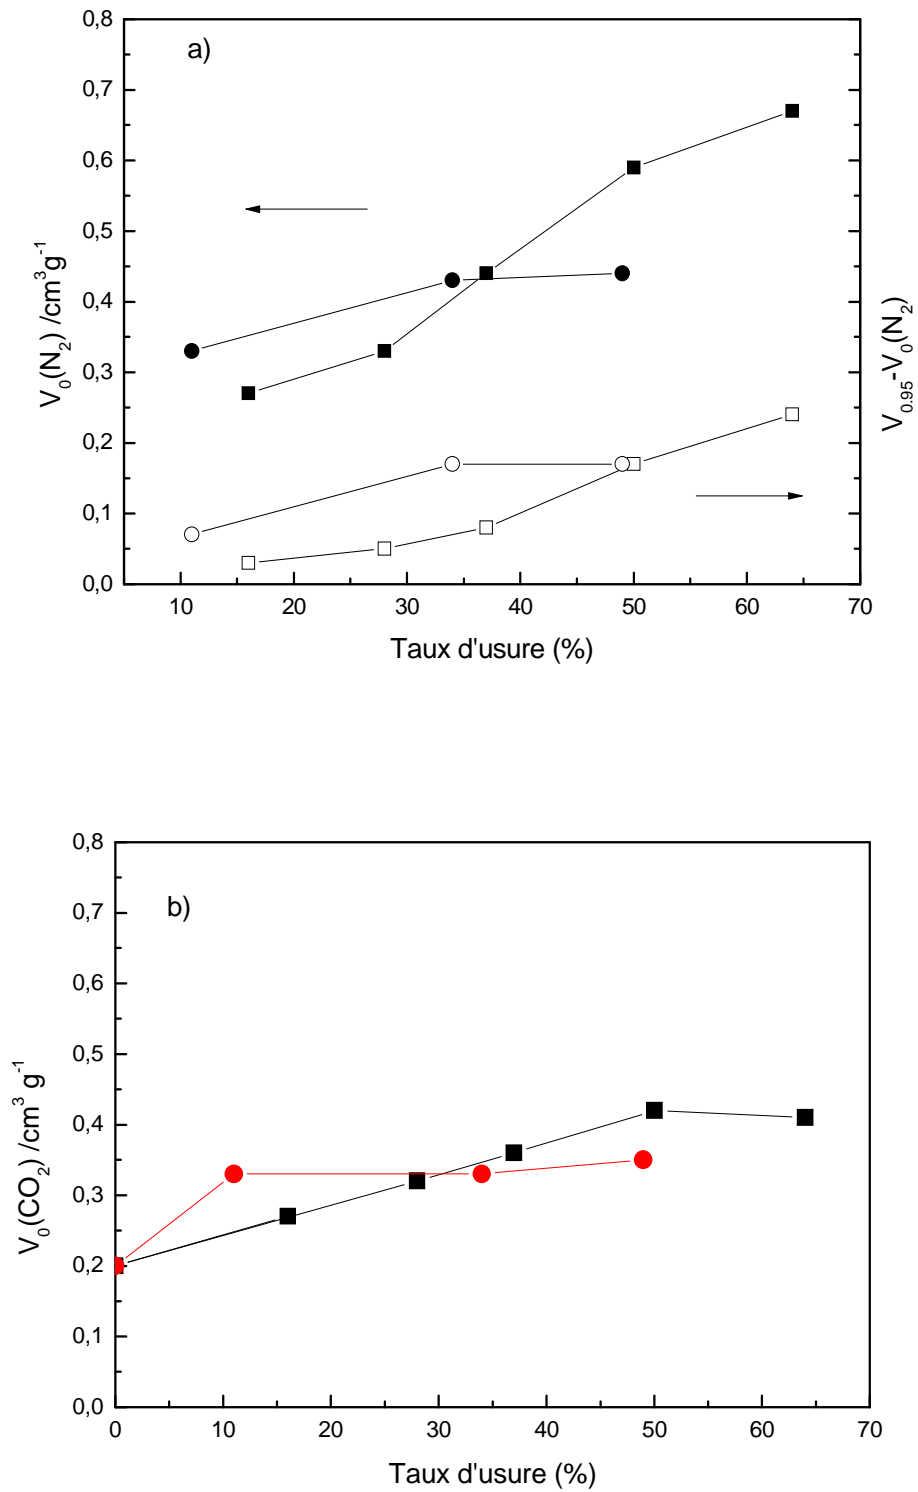 a)
0,8
0,7
0,6
0,5
0,4
0,3
0,2
0,1
0,0
V0(N2) /cm3g-1
V0.95-V0(N2)
10 20 30 40 50 60 70
Taux d'usure (%)
b)
0,8
0,7
0,6
0,5
0,4
0,3
0,2
0,1
0,0
V0(CO2) /cm3 g-1
0 10 20 30 40 50 60 70
Taux d'usure (%)